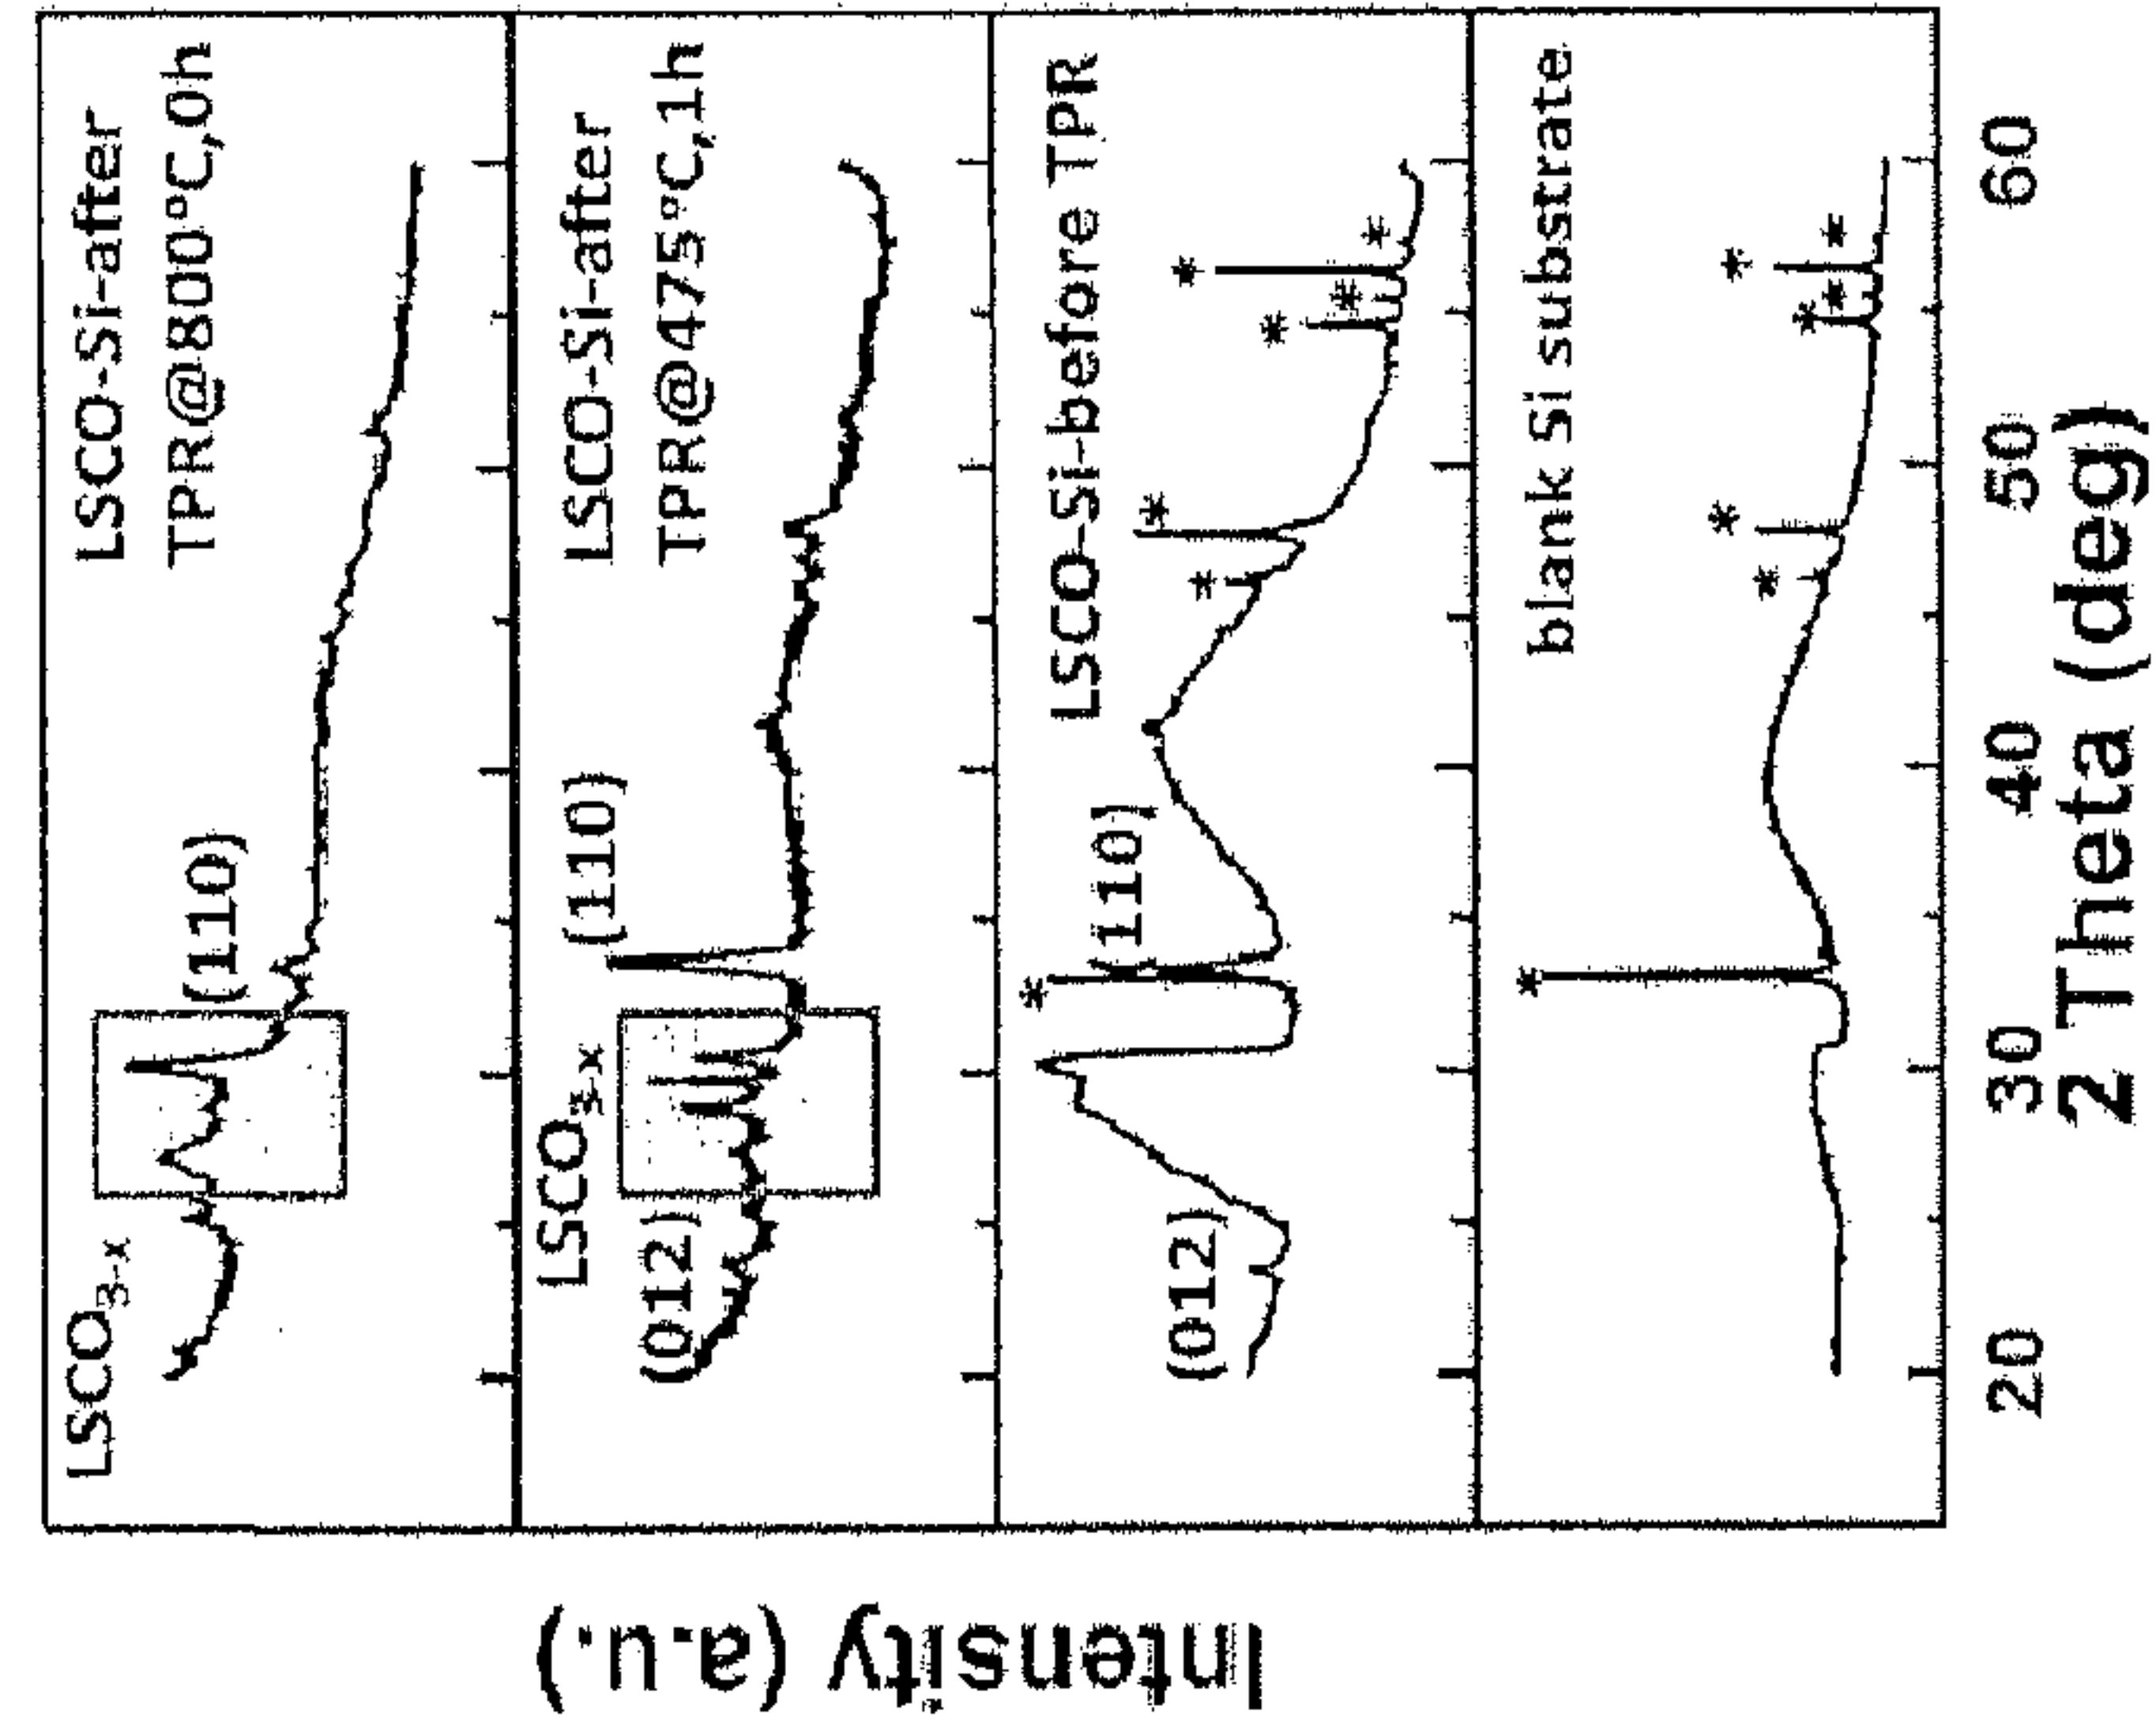 LSCO-Si-after
TPR@800°C,0h
LSCO3-x
(110)
LSCO-Si-after
TPR@475°C,1h
LSCO3-x
(012)
(110)
LSCO-Si-before TPR
(012)
*
(110)
*
*
*
*
*
*
blank Si substrate
*
*
*
*
*
*
*
20 30 40 50 60
2 Theta (deg)
Intensity (a.u.)